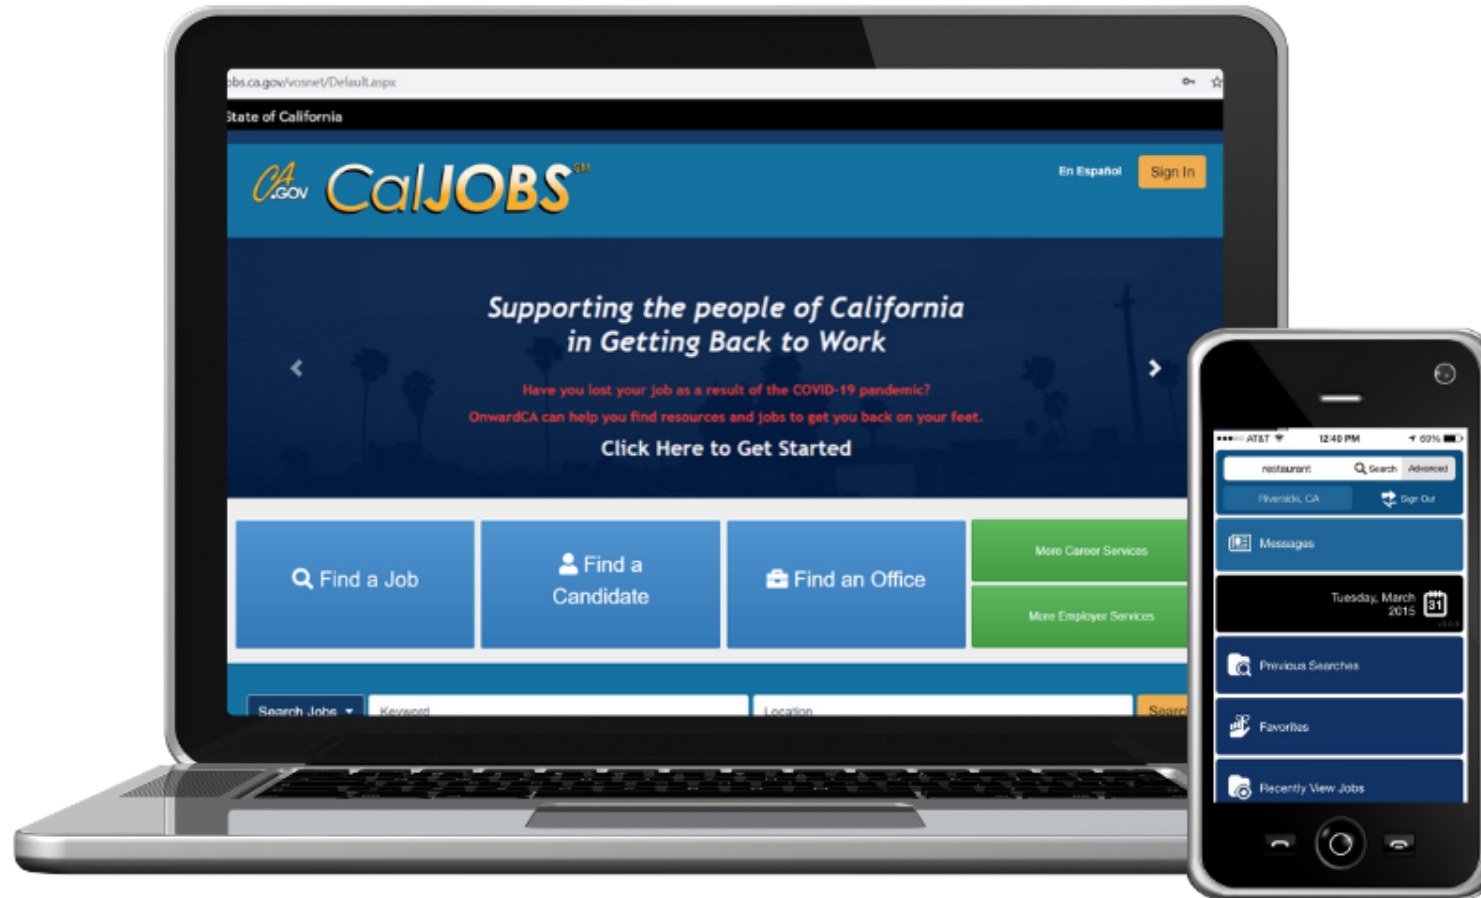 obs.ca.gov/vosnet/Default.aspx
State of California
CA.GOV CalJOBS SM
En Español
Sign In
Supporting the people of California
in Getting Back to Work
Have you lost your job as a result of the COVID-19 pandemic?
OnwardCA can help you find resources and jobs to get you back on your feet.
Click Here to Get Started
Find a Job
Find a
Candidate
Find an Office
More Career Services
More Employer Services
Search Jobs
Keyword
Location
Search
AT&T 12:40 PM 69%
restaurant Search Advanced
Riverside, CA Sign Out
Messages
Tuesday, March
2015
31
Previous Searches
Favorites
Recently View Jobs